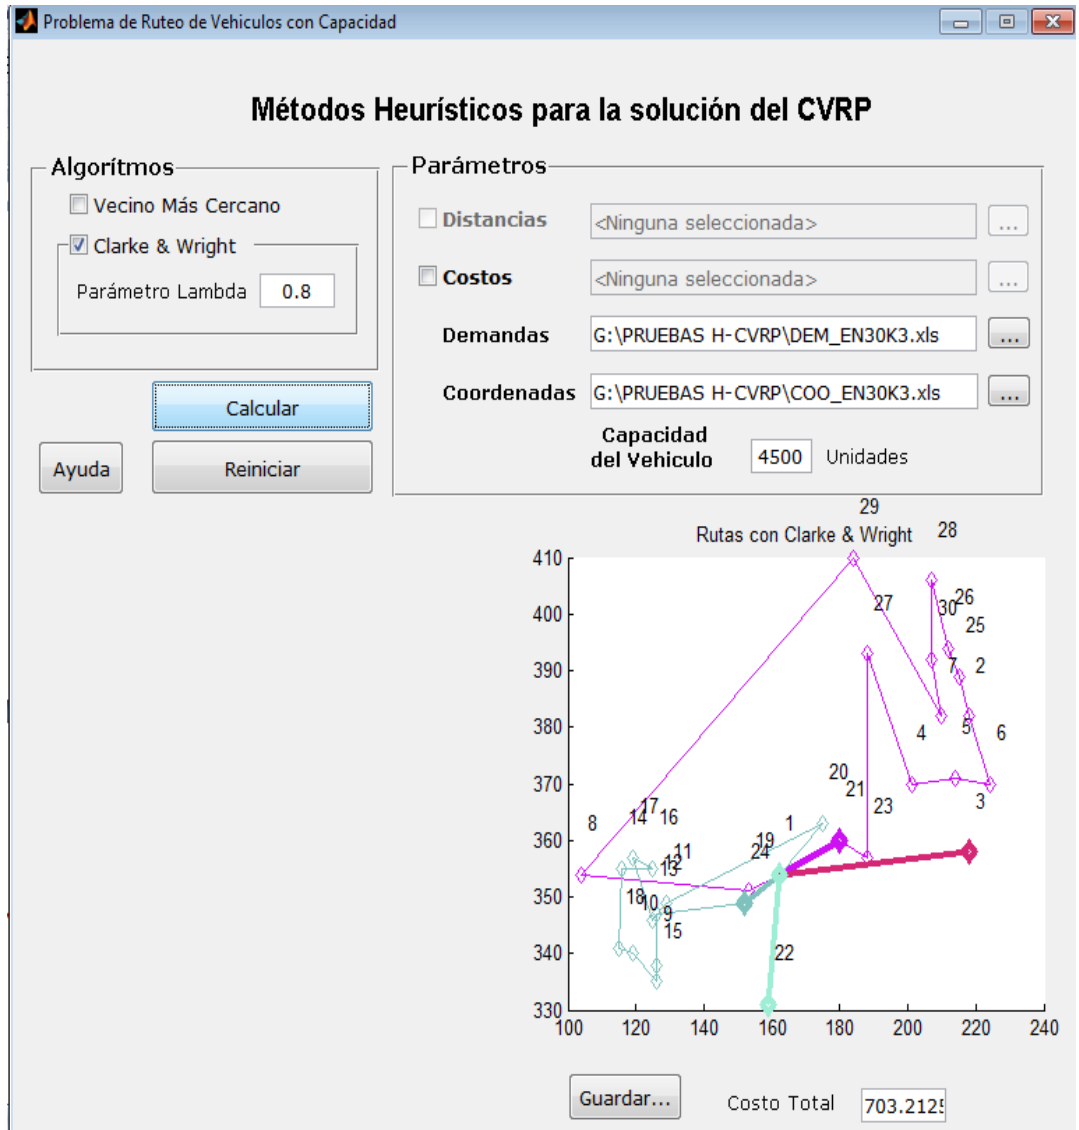 Problema de Ruteo de Vehiculos con Capacidad
Métodos Heurísticos para la solución del CVRP
Algorítmos
Vecino Más Cercano
Clarke & Wright
Parámetro Lambda 0.8
Calcular
Ayuda
Reiniciar
Parámetros
Distancias <Ninguna seleccionada> ...
Costos <Ninguna seleccionada> ...
Demandas G:\PRUEBAS H-CVRP\DEM_EN30K3.xls ...
Coordenadas G:\PRUEBAS H-CVRP\COO_EN30K3.xls ...
Capacidad
del Vehiculo 4500 Unidades
29
Rutas con Clarke & Wright 28
410
400
390
380
370
360
350
340
330
27 30 26
25
7 2
4 5 6
20 21 23 3
8 14 17 16 1
19 24
12 11
13
18 10 9
15
22
100 120 140 160 180 200 220 240
Guardar...
Costo Total 703.2125